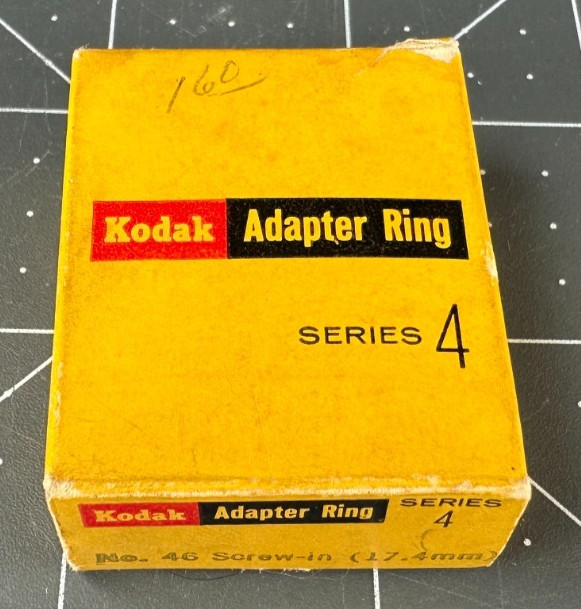 160
Kodak Adapter Ring
SERIES 4
Kodak Adapter Ring SERIES 4
No. 46 Screw-in (17.4mm)